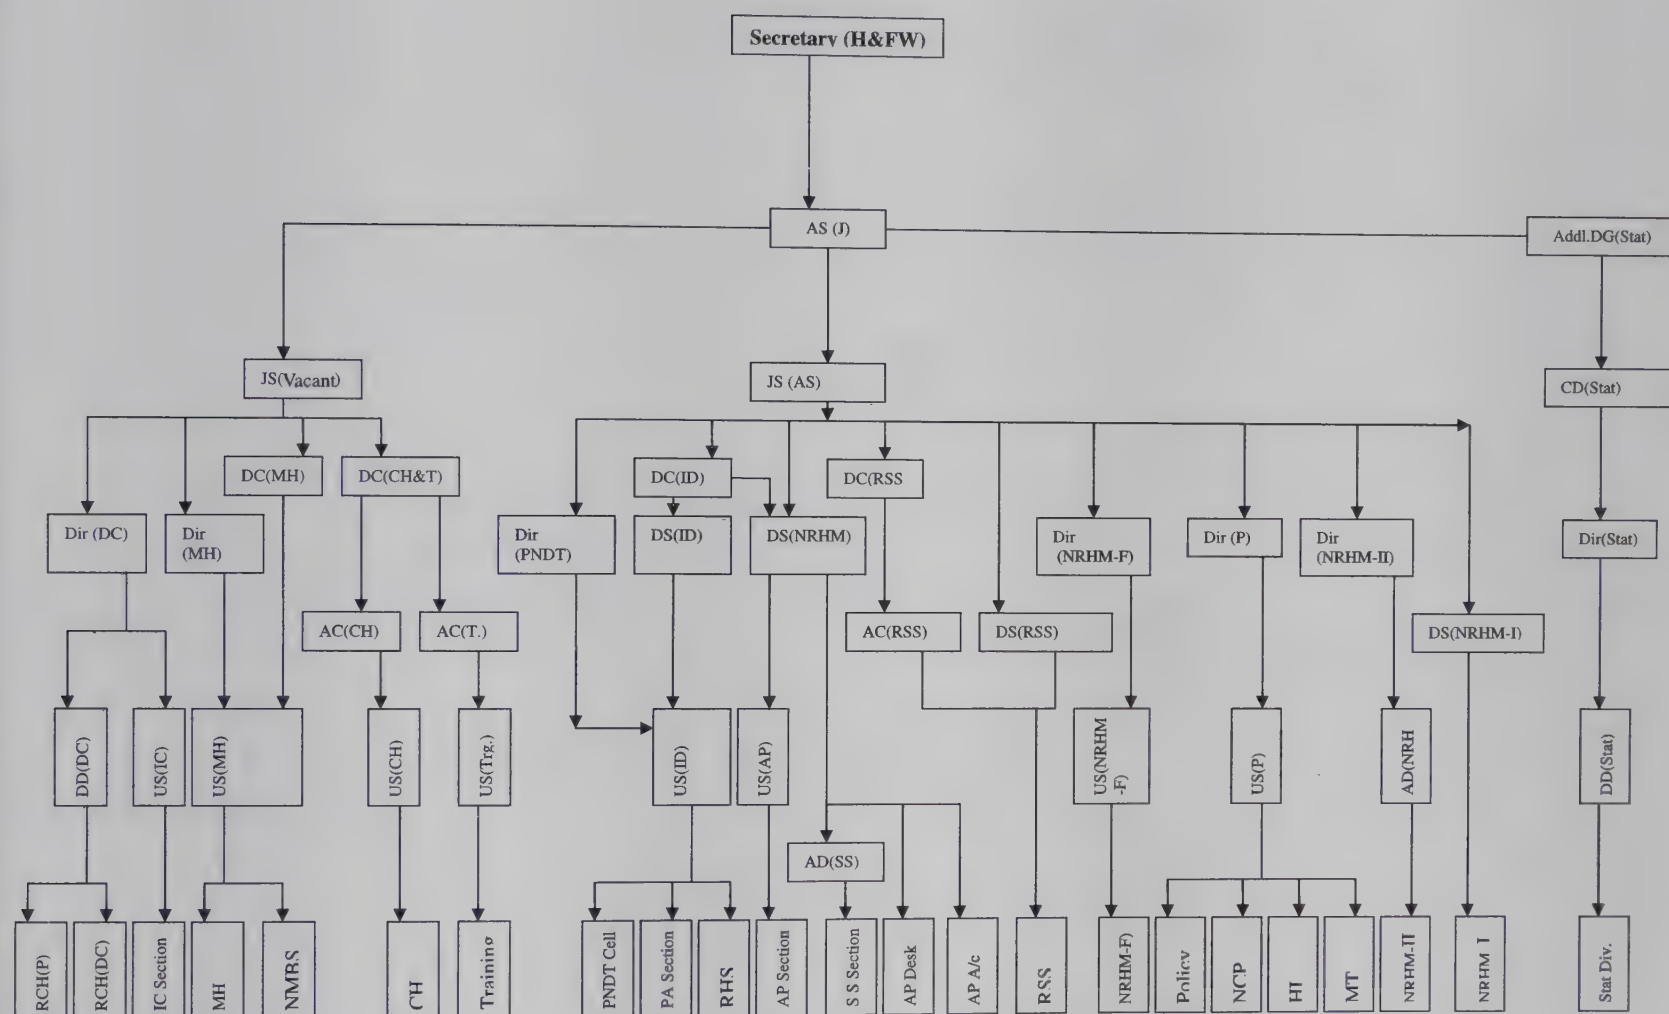 Secretary (H&FW)
AS (J)
Addl.DG(Stat)
JS(Vacant)
JS (AS)
CD(Stat)
DC(MH)
DC(CH&T)
DC(ID)
DC(RSS
Dir (DC)
Dir
(MH)
Dir
(PNDT)
DS(ID)
DS(NRHM)
Dir
(NRHM-F)
Dir (P)
Dir
(NRHM-II)
Dir(Stat)
AC(CH)
AC(T.)
AC(RSS)
DS(RSS)
DS(NRHM-I)
DD(DC)
US(IC)
US(MH)
US(CH)
US(Trg.)
US(ID)
US(AP)
US(NRHM
-F)
US(P)
AD(NRH
DD(Stat)
AD(SS)
RCH(P)
RCH(DC)
IC Section
MH
NMBS
CH
Training
PNDT Cell
PA Section
RHS
AP Section
S S Section
AP Desk
AP A/c
RSS
NRHM-F)
Policy
NCP
HI
MT
NRHM-II
NRHM I
Stat Div.